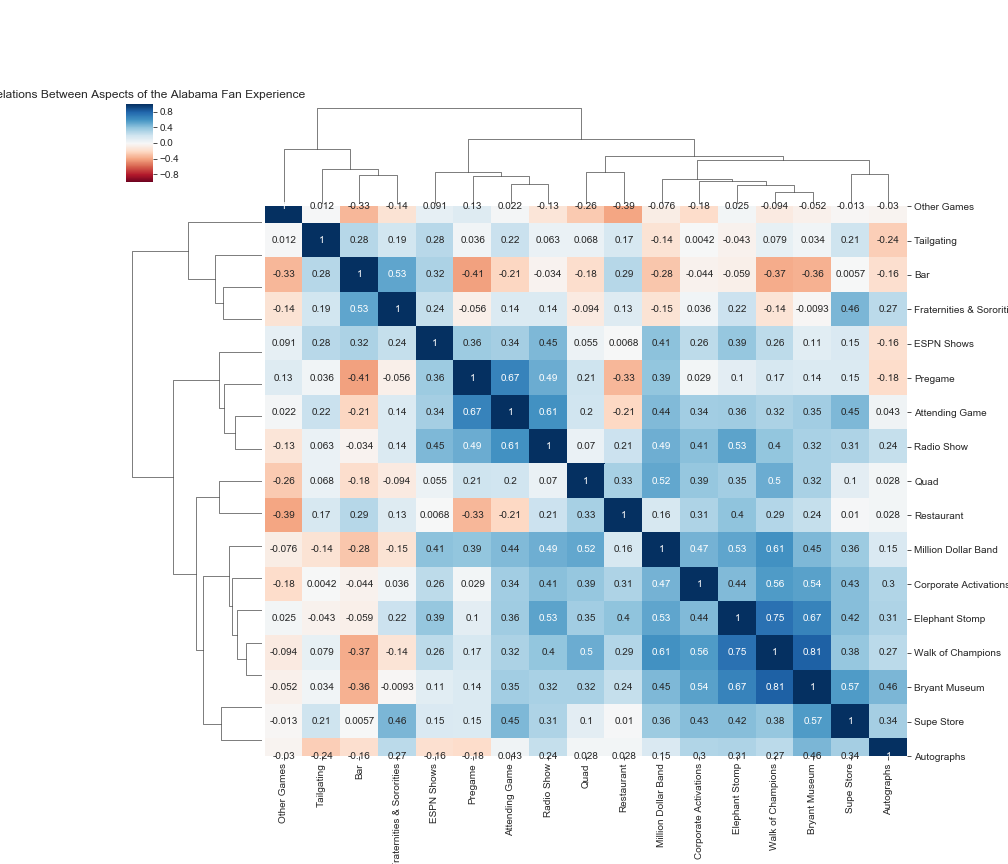 elations Between Aspects of the Alabama Fan Experience
0.8
0.4
0.0
−0.4
−0.8
1 0.012 -0.33 -0.14 0.091 0.13 0.022 -0.13 -0.26 -0.39 -0.076 -0.18 0.025 -0.094 -0.052 -0.013 -0.03 Other Games
0.012 1 0.28 0.19 0.28 0.036 0.22 0.063 0.068 0.17 -0.14 0.0042 -0.043 0.079 0.034 0.21 -0.24 Tailgating
-0.33 0.28 1 0.53 0.32 -0.41 -0.21 -0.034 -0.18 0.29 -0.28 -0.044 -0.059 -0.37 -0.36 0.0057 -0.16 Bar
-0.14 0.19 0.53 1 0.24 -0.056 0.14 0.14 -0.094 0.13 -0.15 0.036 0.22 -0.14 -0.0093 0.46 0.27 Fraternities & Sororiti
0.091 0.28 0.32 0.24 1 0.36 0.34 0.45 0.055 0.0068 0.41 0.26 0.39 0.26 0.11 0.15 -0.16 ESPN Shows
0.13 0.036 -0.41 -0.056 0.36 1 0.67 0.49 0.21 -0.33 0.39 0.029 0.1 0.17 0.14 0.15 -0.18 Pregame
0.022 0.22 -0.21 0.14 0.34 0.67 1 0.61 0.2 -0.21 0.44 0.34 0.36 0.32 0.35 0.45 0.043 Attending Game
-0.13 0.063 -0.034 0.14 0.45 0.49 0.61 1 0.07 0.21 0.49 0.41 0.53 0.4 0.32 0.31 0.24 Radio Show
-0.26 0.068 -0.18 -0.094 0.055 0.21 0.2 0.07 1 0.33 0.52 0.39 0.35 0.5 0.32 0.1 0.028 Quad
-0.39 0.17 0.29 0.13 0.0068 -0.33 -0.21 0.21 0.33 1 0.16 0.31 0.4 0.29 0.24 0.01 0.028 Restaurant
-0.076 -0.14 -0.28 -0.15 0.41 0.39 0.44 0.49 0.52 0.16 1 0.47 0.53 0.61 0.45 0.36 0.15 Million Dollar Band
-0.18 0.0042 -0.044 0.036 0.26 0.029 0.34 0.41 0.39 0.31 0.47 1 0.44 0.56 0.54 0.43 0.3 Corporate Activations
0.025 -0.043 -0.059 0.22 0.39 0.1 0.36 0.53 0.35 0.4 0.53 0.44 1 0.75 0.67 0.42 0.31 Elephant Stomp
-0.094 0.079 -0.37 -0.14 0.26 0.17 0.32 0.4 0.5 0.29 0.61 0.56 0.75 1 0.81 0.38 0.27 Walk of Champions
-0.052 0.034 -0.36 -0.0093 0.11 0.14 0.35 0.32 0.32 0.24 0.45 0.54 0.67 0.81 1 0.57 0.46 Bryant Museum
-0.013 0.21 0.0057 0.46 0.15 0.15 0.45 0.31 0.1 0.01 0.36 0.43 0.42 0.38 0.57 1 0.34 Supe Store
-0.03 -0.24 -0.16 0.27 -0.16 -0.18 0.043 0.24 0.028 0.028 0.15 0.3 0.31 0.27 0.46 0.34 1 Autographs
Other Games
Tailgating
Bar
raternities & Sororities
ESPN Shows
Pregame
Attending Game
Radio Show
Quad
Restaurant
Million Dollar Band
Corporate Activations
Elephant Stomp
Walk of Champions
Bryant Museum
Supe Store
Autographs